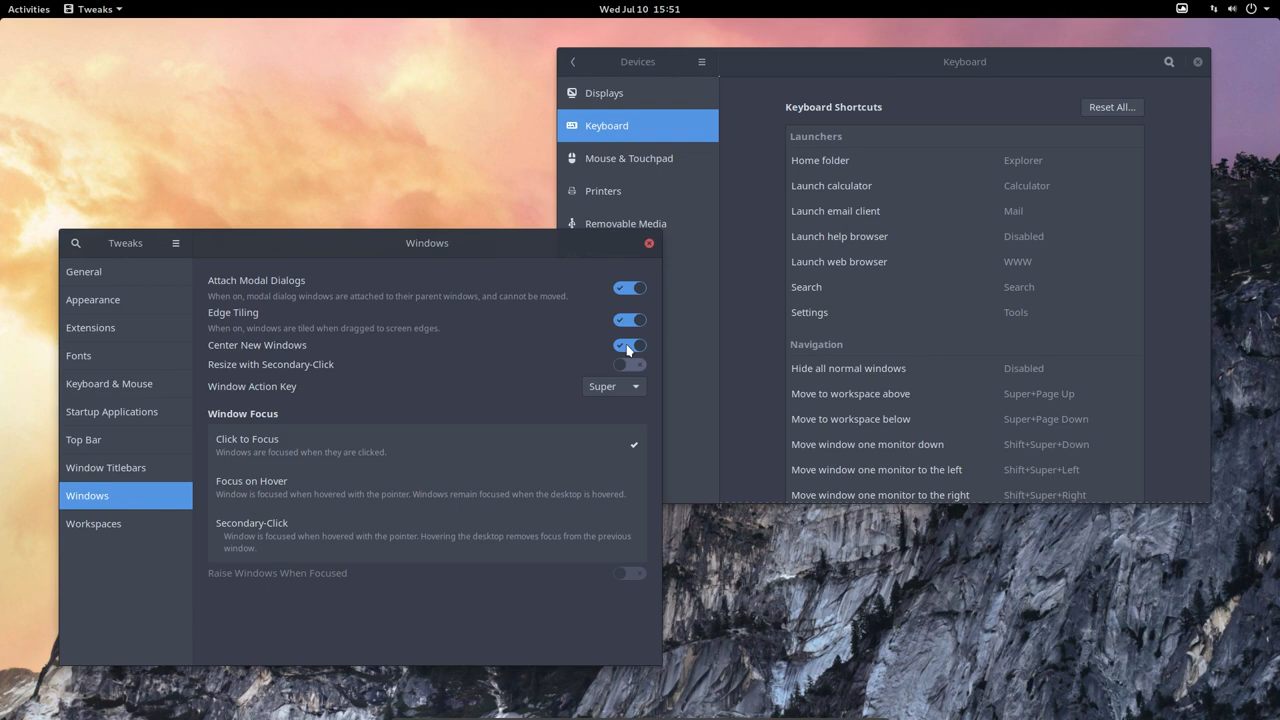 Activities
Tweaks
Wed Jul 10 15:51
Devices
Keyboard
Displays
Keyboard
Mouse & Touchpad
Printers
Removable Media
Keyboard Shortcuts
Reset All...
Launchers
Home folder Explorer
Launch calculator Calculator
Launch email client Mail
Launch help browser Disabled
Launch web browser WWW
Search Search
Settings Tools
Navigation
Hide all normal windows Disabled
Move to workspace above Super+Page Up
Move to workspace below Super+Page Down
Move window one monitor down Shift+Super+Down
Move window one monitor to the left Shift+Super+Left
Move window one monitor to the right Shift+Super+Right
Tweaks
Windows
General
Appearance
Extensions
Fonts
Keyboard & Mouse
Startup Applications
Top Bar
Window Titlebars
Windows
Workspaces
Attach Modal Dialogs
When on, modal dialog windows are attached to their parent windows, and cannot be moved.
Edge Tiling
When on, windows are tiled when dragged to screen edges.
Center New Windows
Resize with Secondary-Click
Window Action Key Super
Window Focus
Click to Focus
Windows are focused when they are clicked.
Focus on Hover
Window is focused when hovered with the pointer. Windows remain focused when the desktop is hovered.
Secondary-Click
Window is focused when hovered with the pointer. Hovering the desktop removes focus from the previous
window.
Raise Windows When Focused